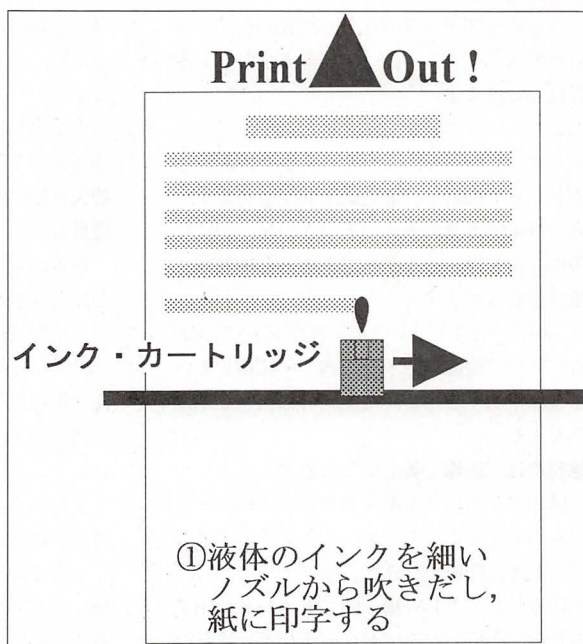 Print Out !
インク・カートリッジ
①液体のインクを細い
ノズルから吹きだし,
紙に印字する